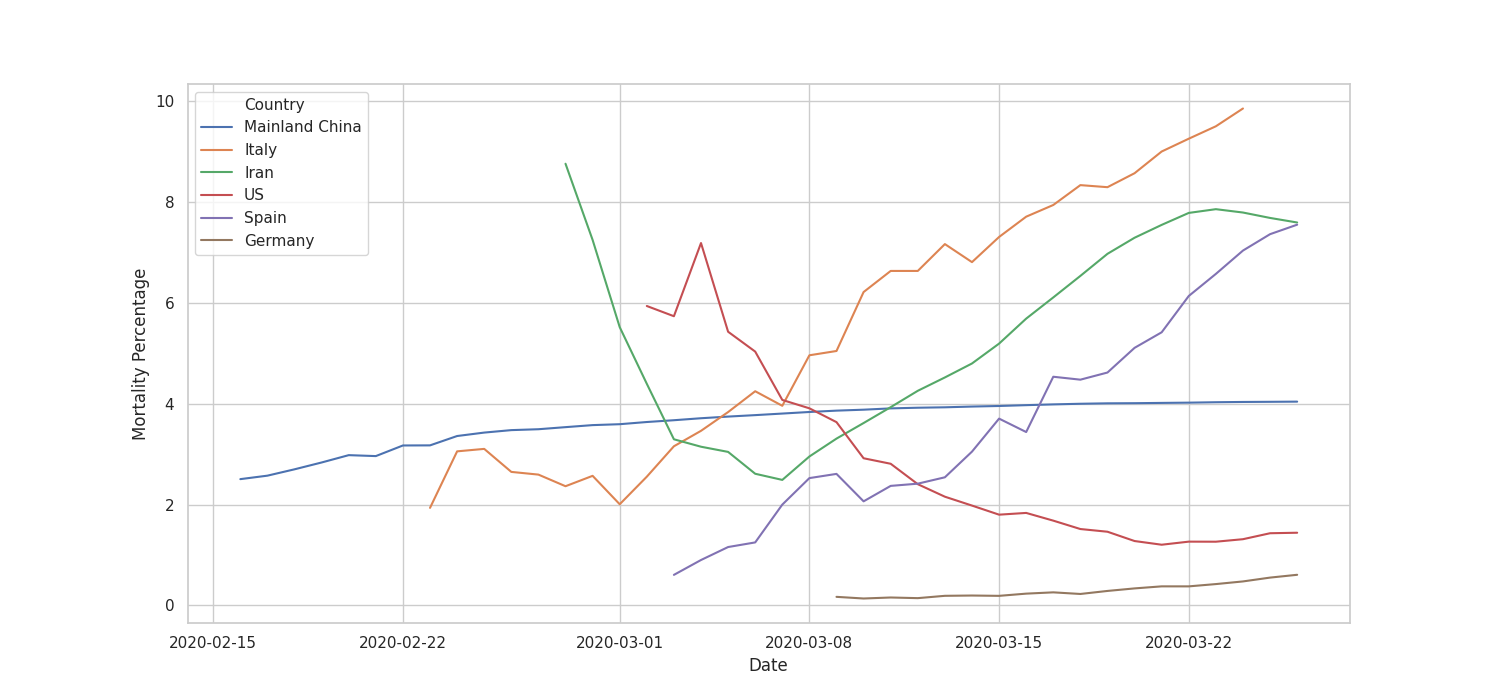 Country
Mainland China
Italy
Iran
US
Spain
Germany
Mortality Percentage
10
8
6
4
2
0
2020-02-15 2020-02-22 2020-03-01 2020-03-08 2020-03-15 2020-03-22
Date